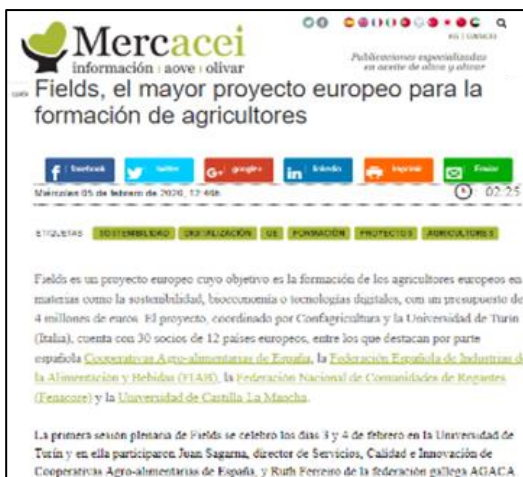 Mercacei
información | aove | olivar
Publicaciones especializadas
en aceite de oliva y olivar
Fields, el mayor proyecto europeo para la
formación de agricultores
facebook twitter google+ linkedin Imprimir Enviar
Miércoles 05 de febrero de 2020, 12:46h
02:25
ETIQUETAS SOSTENIBILIDAD DIGITALIZACIÓN UE FORMACIÓN PROYECTOS AGRICULTORES
Fields es un proyecto europeo cuyo objetivo es la formación de los agricultores europeos en
materias como la sostenibilidad, bioeconomía o tecnologías digitales, con un presupuesto de
4 millones de euros. El proyecto, coordinado por Confagricultura y la Universidad de Turín
(Italia), cuenta con 30 socios de 12 países europeos, entre los que destacan por parte
española Cooperativas Agro-alimentarias de España, la Federación Española de Industrias de
la Alimentación y Bebidas (FIAB), la Federación Nacional de Comunidades de Regantes
(Fenacore) y la Universidad de Castilla La Mancha.
La primera sesión plenaria de Fields se celebró los días 3 y 4 de febrero en la Universidad de
Turín y en ella participaron Juan Sagarna, director de Servicios, Calidad e Innovación de
Cooperativas Agro-alimentarias de España, y Ruth Ferreiro de la federación gallega AGACA